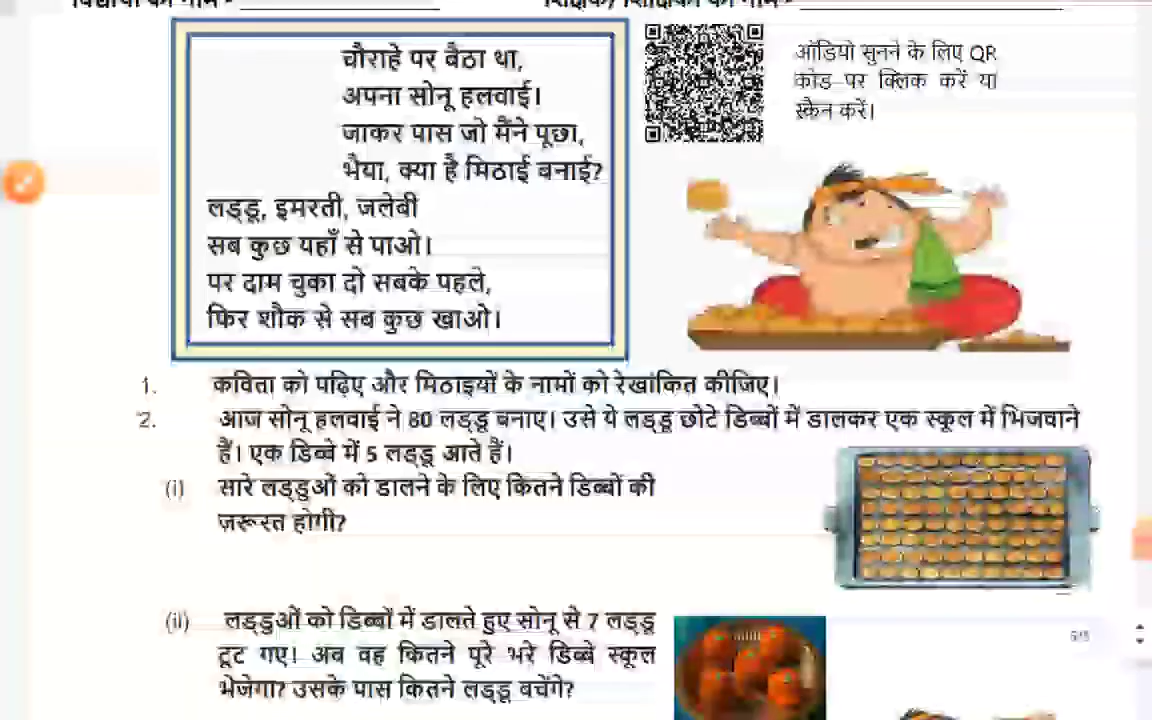 विद्यार्थी का नाम - ____________________ शिक्षक/ शिक्षिका का नाम - ____________________
चौराहे पर बैठा था,
अपना सोनू हलवाई।
जाकर पास जो मैंने पूछा,
भैया, क्या है मिठाई बनाई?
लड्डू, इमरती, जलेबी
सब कुछ यहाँ से पाओ।
पर दाम चुका दो सबके पहले,
फिर शौक से सब कुछ खाओ।
ऑडियो सुनने के लिए QR
कोड पर क्लिक करें या
स्कैन करें।
1. कविता को पढ़िए और मिठाइयों के नामों को रेखांकित कीजिए।
2. आज सोनू हलवाई ने 80 लड्डू बनाए। उसे ये लड्डू छोटे डिब्बों में डालकर एक स्कूल में भिजवाने
हैं। एक डिब्बे में 5 लड्डू आते हैं।
(i) सारे लड्डुओं को डालने के लिए कितने डिब्बों की
ज़रूरत होगी?
(ii) लड्डुओं को डिब्बों में डालते हुए सोनू से 7 लड्डू
टूट गए! अब वह कितने पूरे भरे डिब्बे स्कूल
भेजेगा? उसके पास कितने लड्डू बचेंगे?